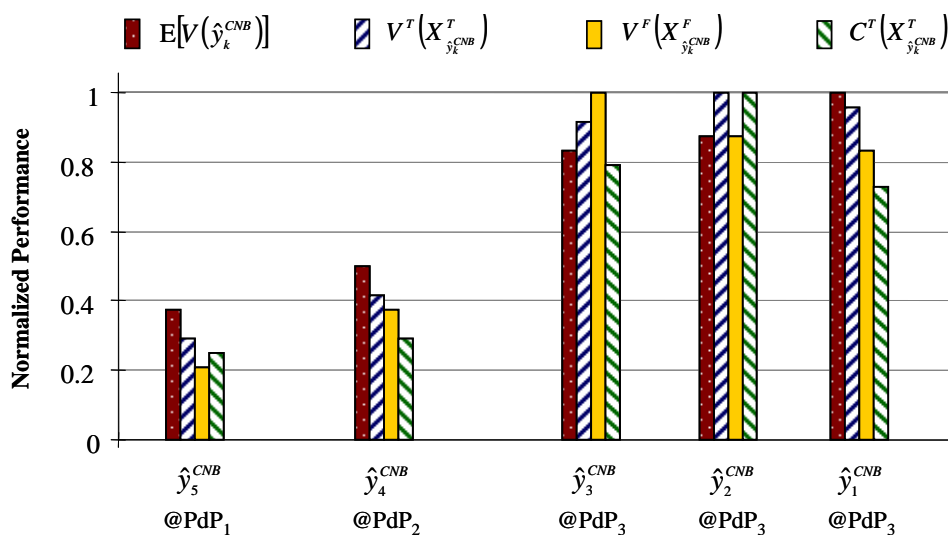 E[V(ŷ_k^CNB)] V^T(X^T_{ŷ_k^CNB}) V^F(X^F_{ŷ_k^CNB}) C^T(X^T_{ŷ_k^CNB})
Normalized Performance
1
0.8
0.6
0.4
0.2
0
ŷ_5^CNB ŷ_4^CNB ŷ_3^CNB ŷ_2^CNB ŷ_1^CNB
@PdP_1 @PdP_2 @PdP_3 @PdP_3 @PdP_3